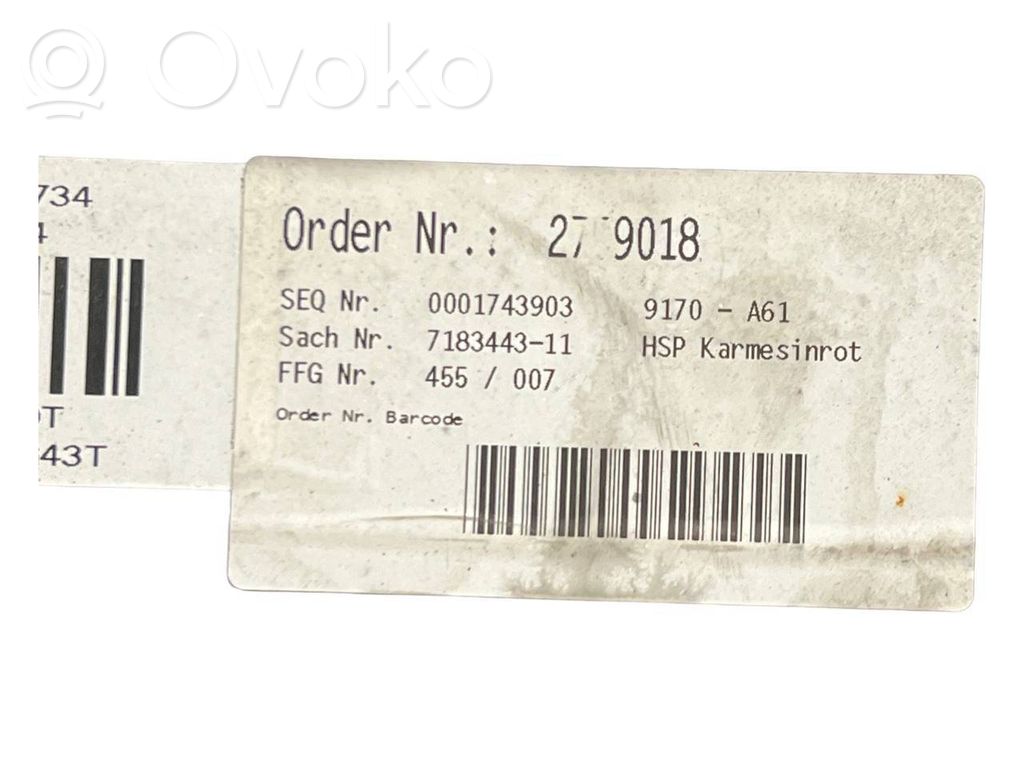 Ovoko
734
4
Order Nr.: 9018
SEQ Nr. 0001743903 9170 - A61
Sach Nr. 7183443-11 HSP Karmesinrot
FFG Nr. 455 / 007
Order Nr. Barcode
43T